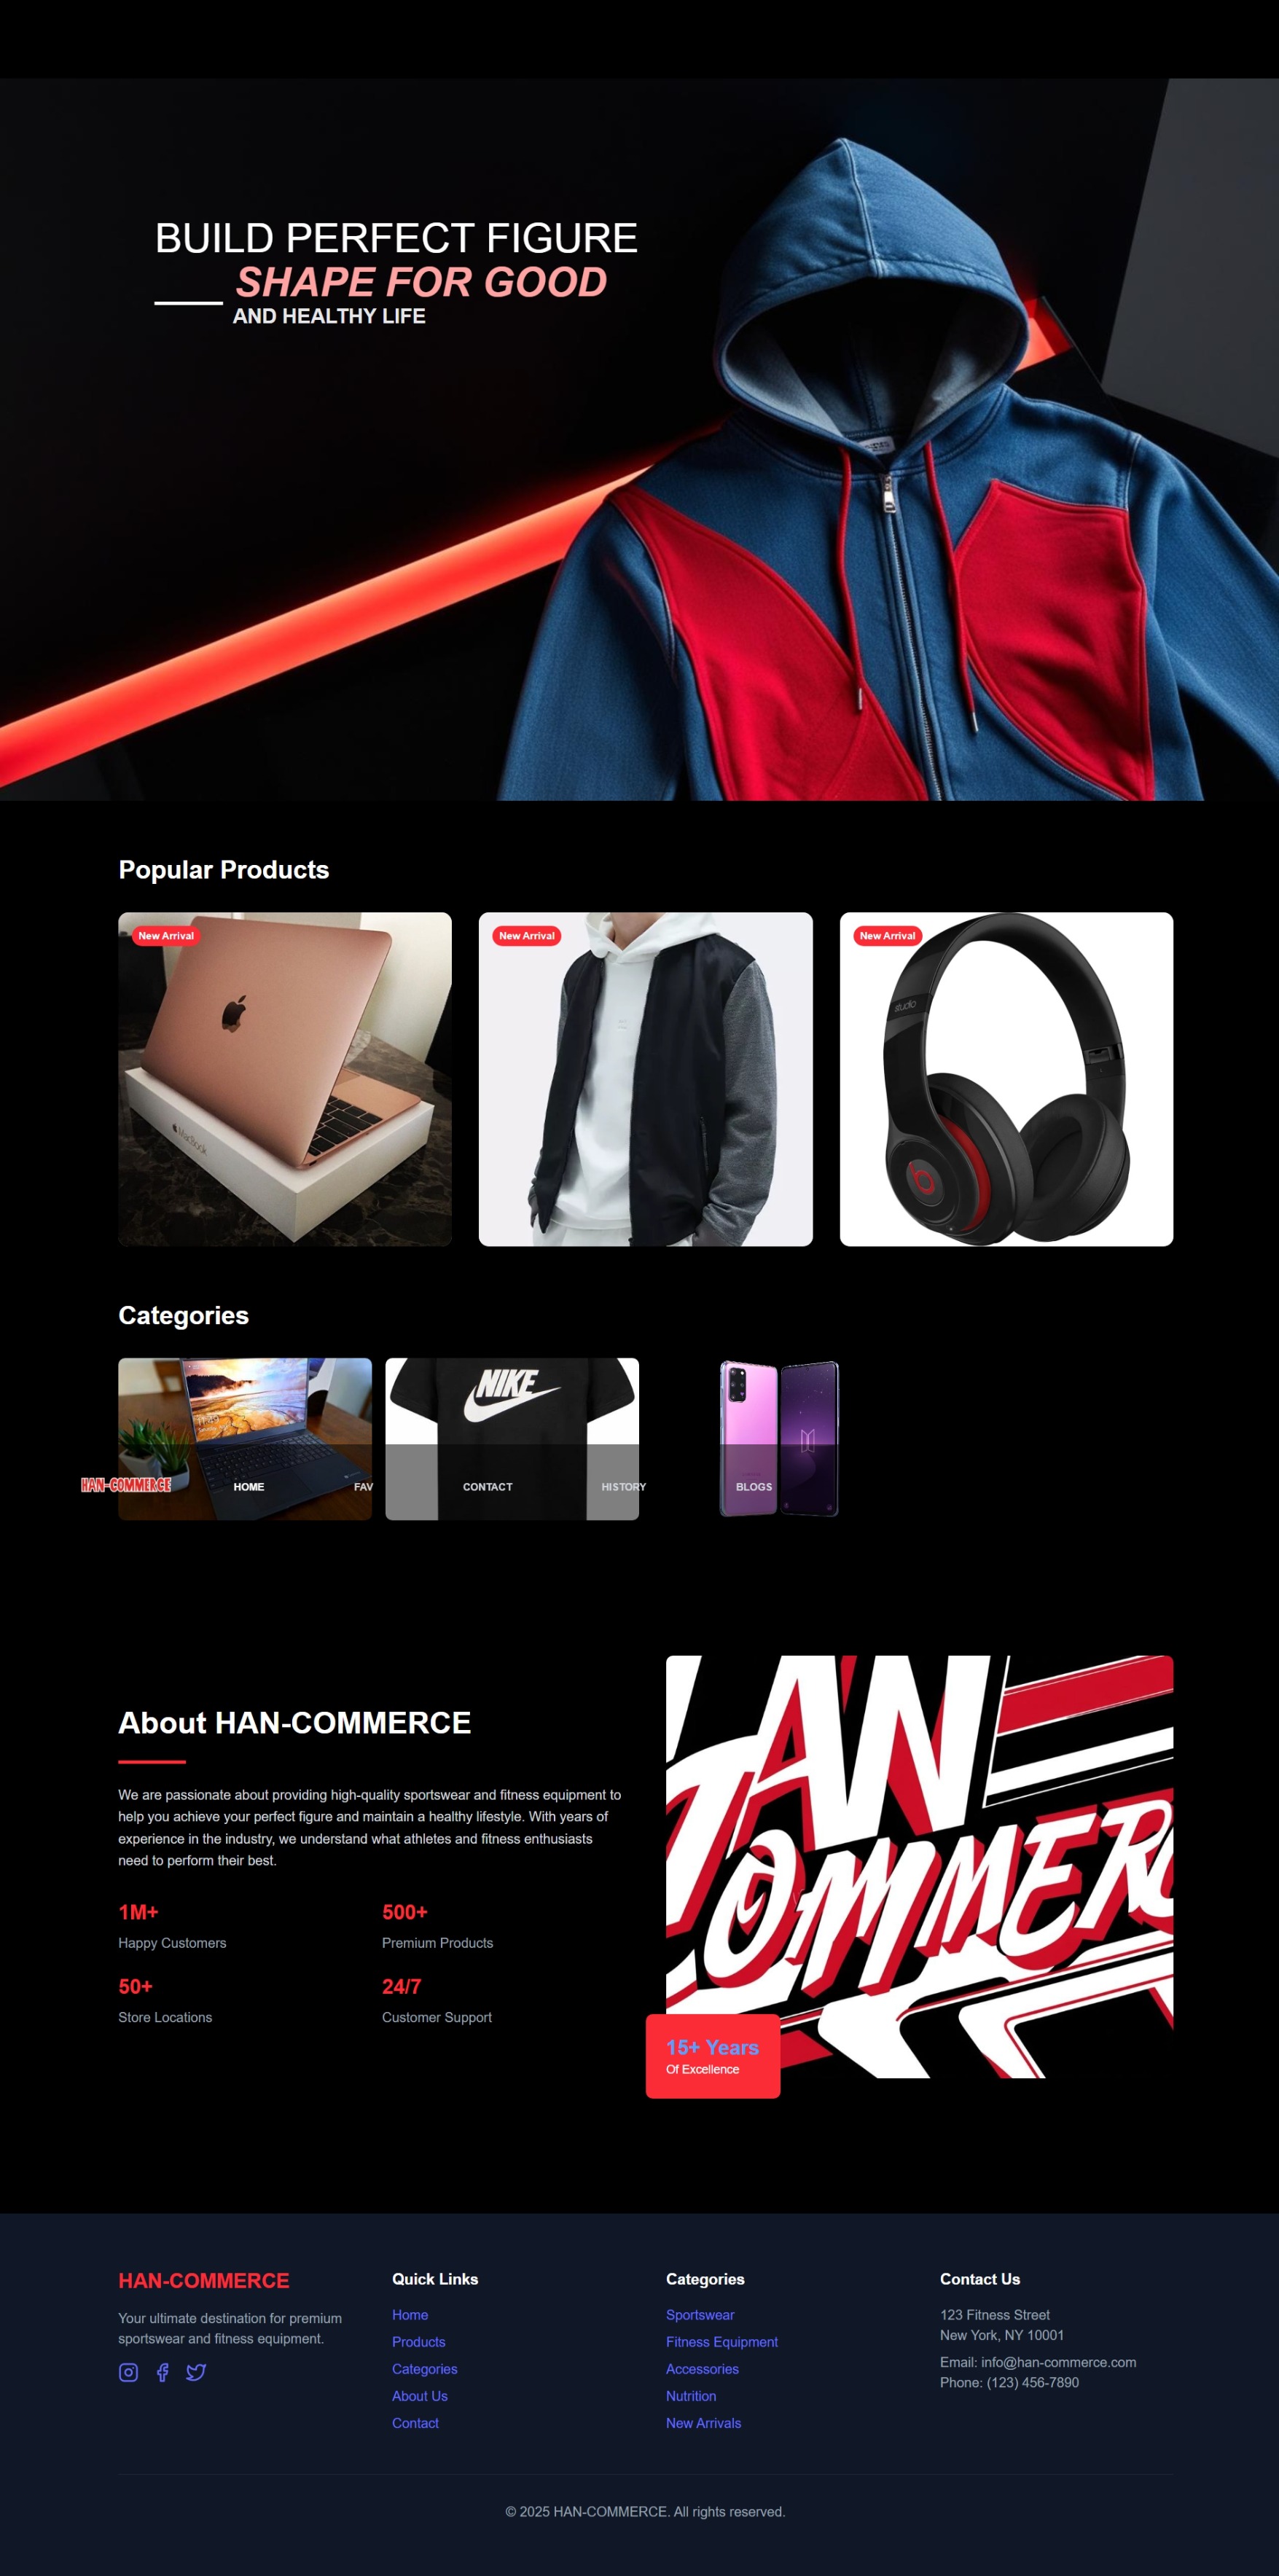 BUILD PERFECT FIGURE
SHAPE FOR GOOD
AND HEALTHY LIFE
Popular Products
New Arrival
New Arrival
New Arrival
MacBook
studio
b
Categories
NIKE
HAN-COMMERCE
HOME
FAV
CONTACT
HISTORY
BLOGS
About HAN-COMMERCE
We are passionate about providing high-quality sportswear and fitness equipment to
help you achieve your perfect figure and maintain a healthy lifestyle. With years of
experience in the industry, we understand what athletes and fitness enthusiasts
need to perform their best.
1M+
500+
Happy Customers
Premium Products
50+
24/7
Store Locations
Customer Support
AN
COMMERC
15+ Years
Of Excellence
HAN-COMMERCE
Your ultimate destination for premium
sportswear and fitness equipment.
Quick Links
Home
Products
Categories
About Us
Contact
Categories
Sportswear
Fitness Equipment
Accessories
Nutrition
New Arrivals
Contact Us
123 Fitness Street
New York, NY 10001
Email: info@han-commerce.com
Phone: (123) 456-7890
© 2025 HAN-COMMERCE. All rights reserved.